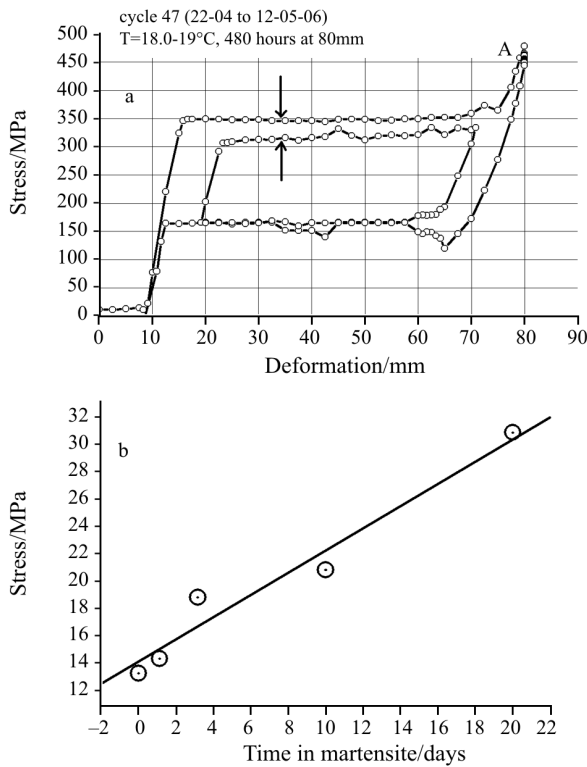 cycle 47 (22-04 to 12-05-06)
T=18.0-19°C, 480 hours at 80mm
a
A
Stress/MPa
500
450
400
350
300
250
200
150
100
50
0
0 10 20 30 40 50 60 70 80 90
Deformation/mm
b
Stress/MPa
32
30
28
26
24
22
20
18
16
14
12
–2 0 2 4 6 8 10 12 14 16 18 20 22
Time in martensite/days